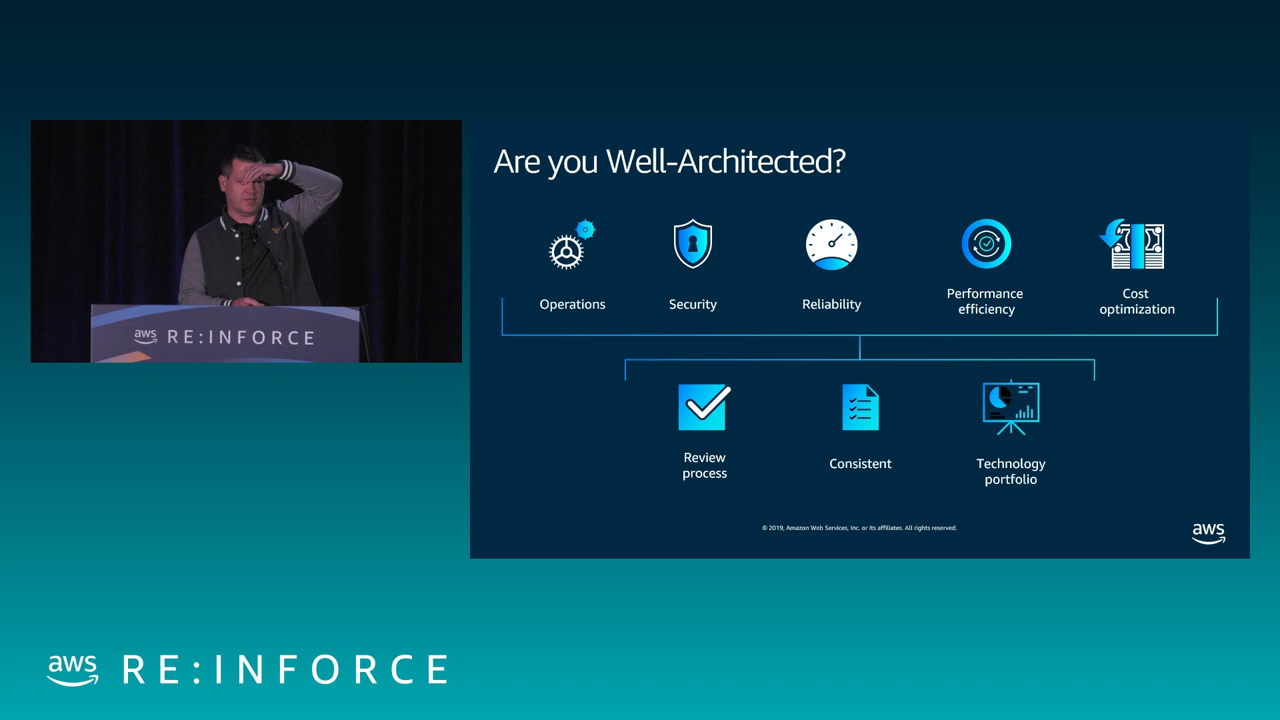 Are you Well-Architected?
Operations
Security
Reliability
Performance
efficiency
Cost
optimization
Review
process
Consistent
Technology
portfolio
© 2019, Amazon Web Services, Inc. or its affiliates. All rights reserved.
aws
aws RE:INFORCE
aws RE:INFORCE